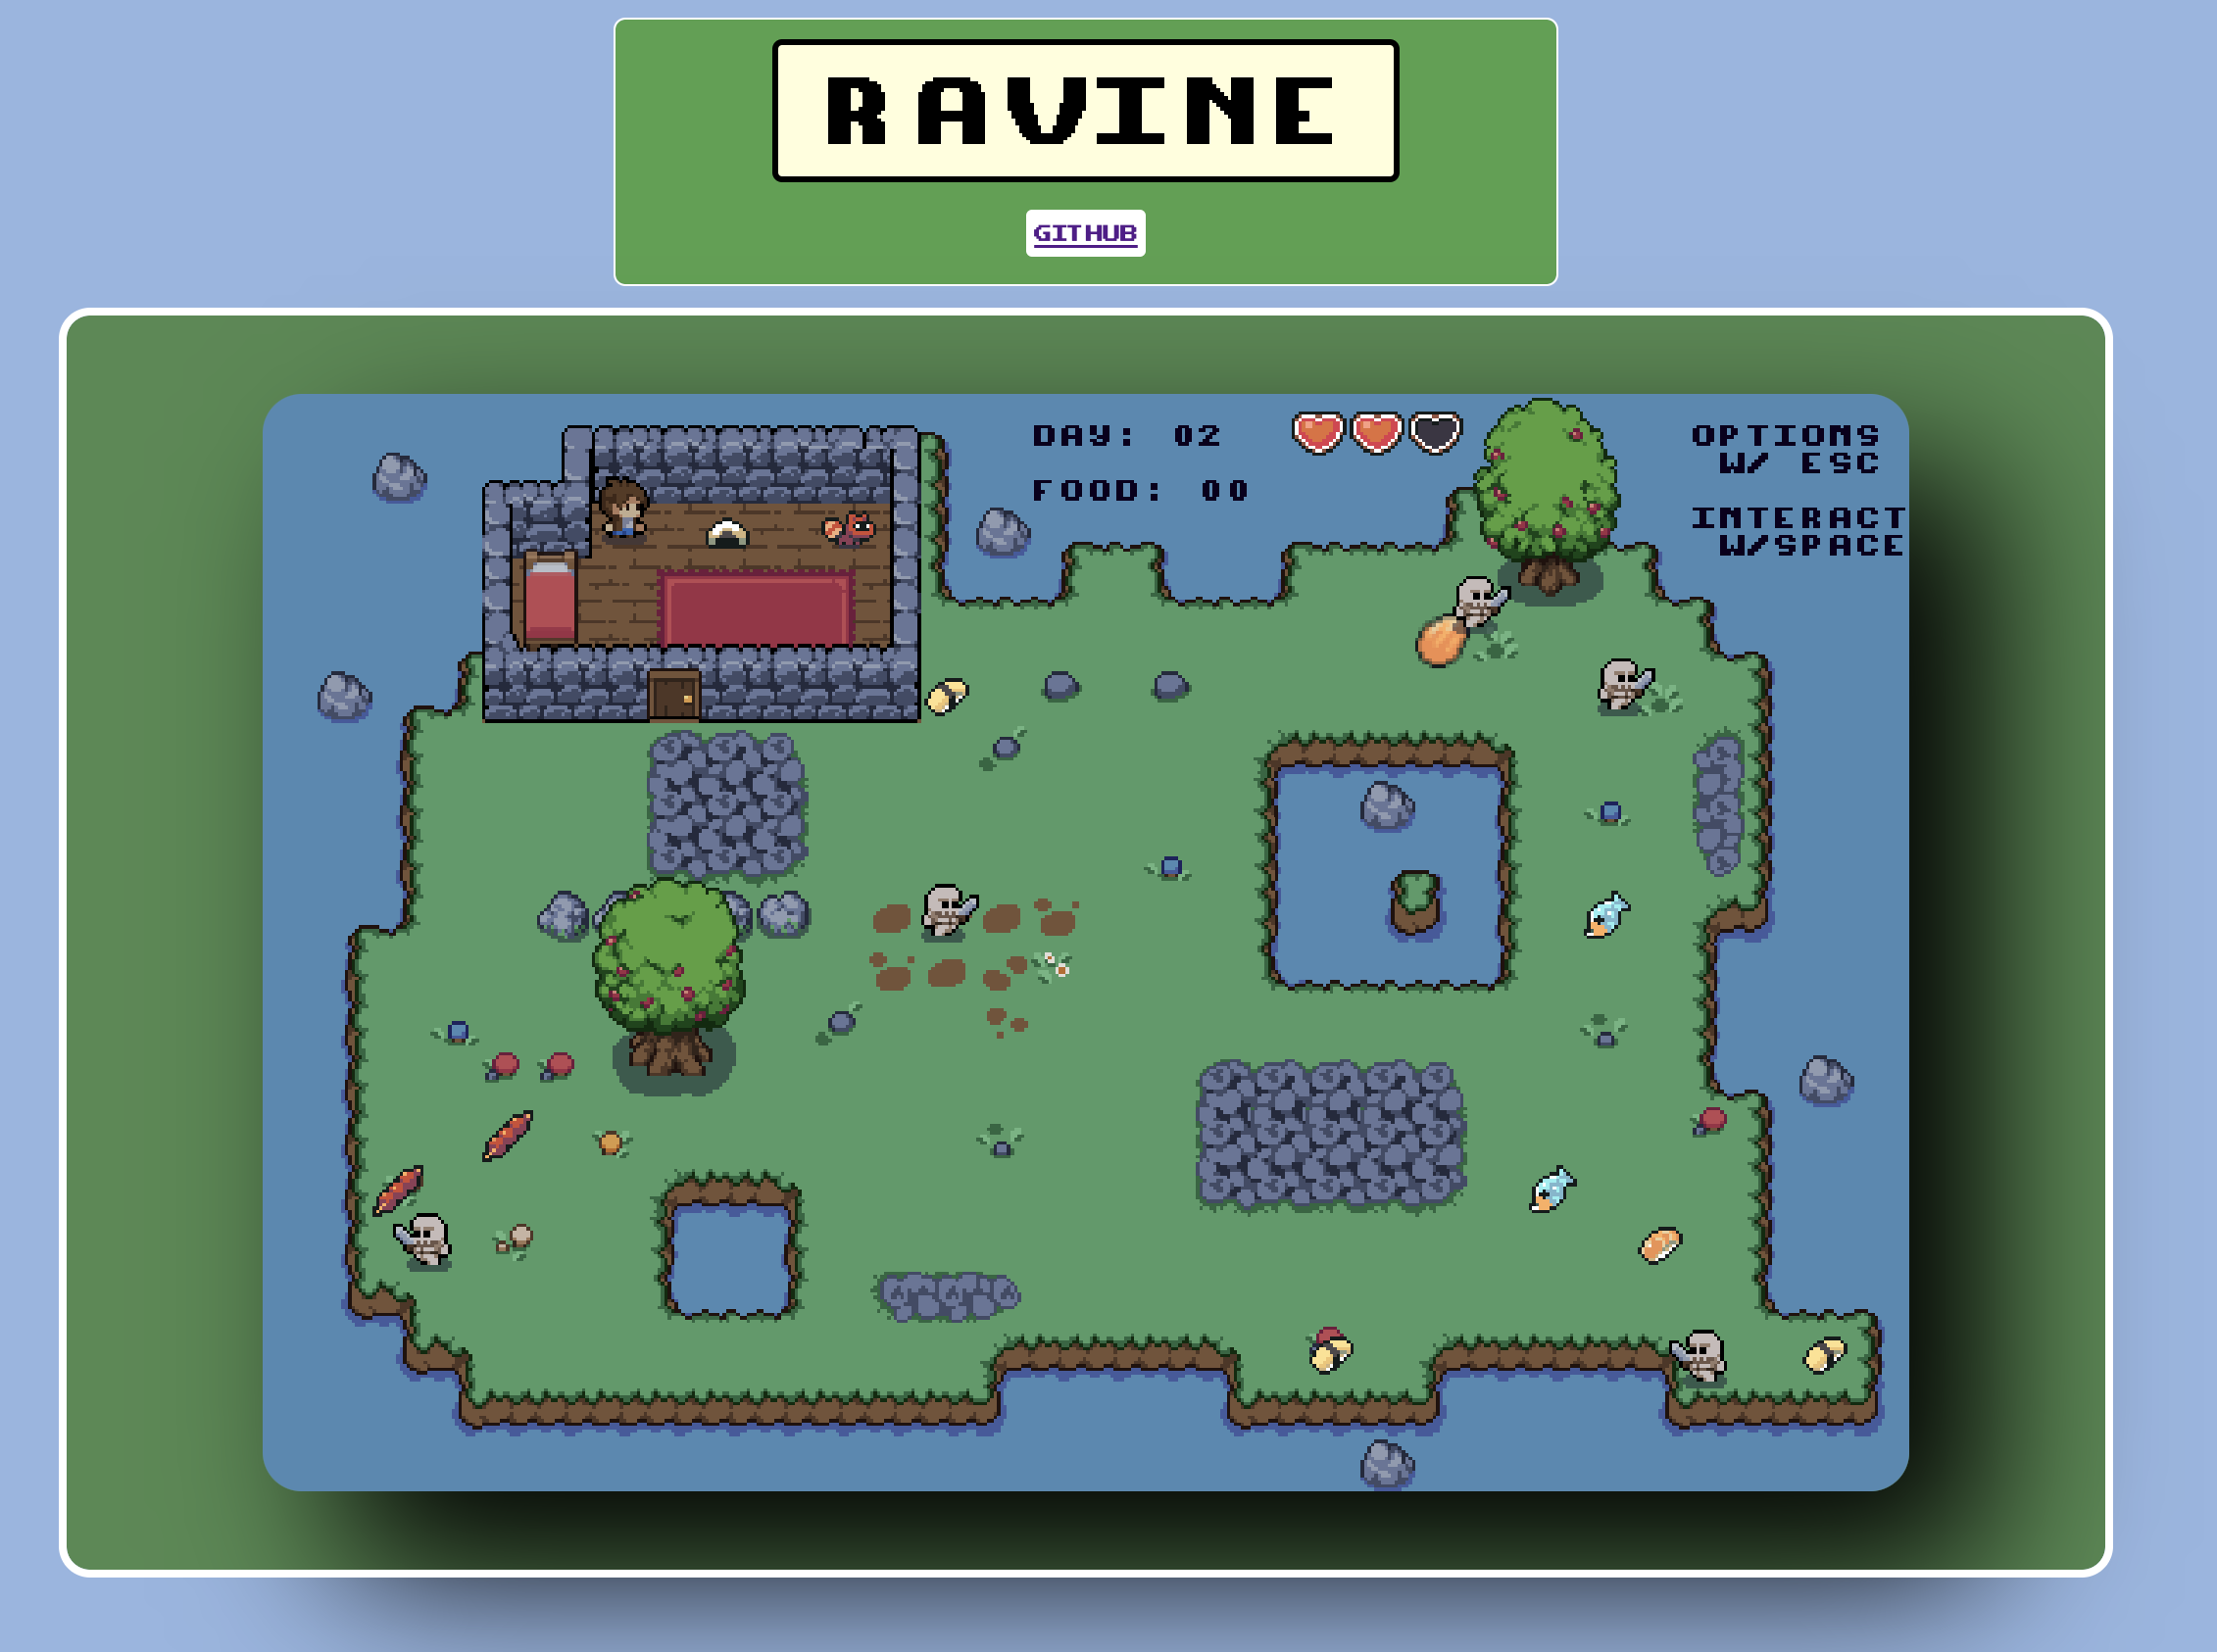 RAVINE
GITHUB
DAY: 02
FOOD: 00
OPTIONS
W/ ESC
INTERACT
W/SPACE